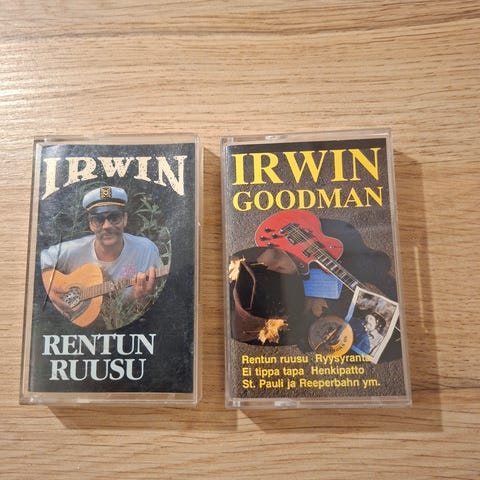 IRWIN
RENTUN
RUUSU
IRWIN
GOODMAN
Rentun ruusu Ryysyranta
Ei tippa tapa Henkipatto
St. Pauli ja Reeperbahn ym.